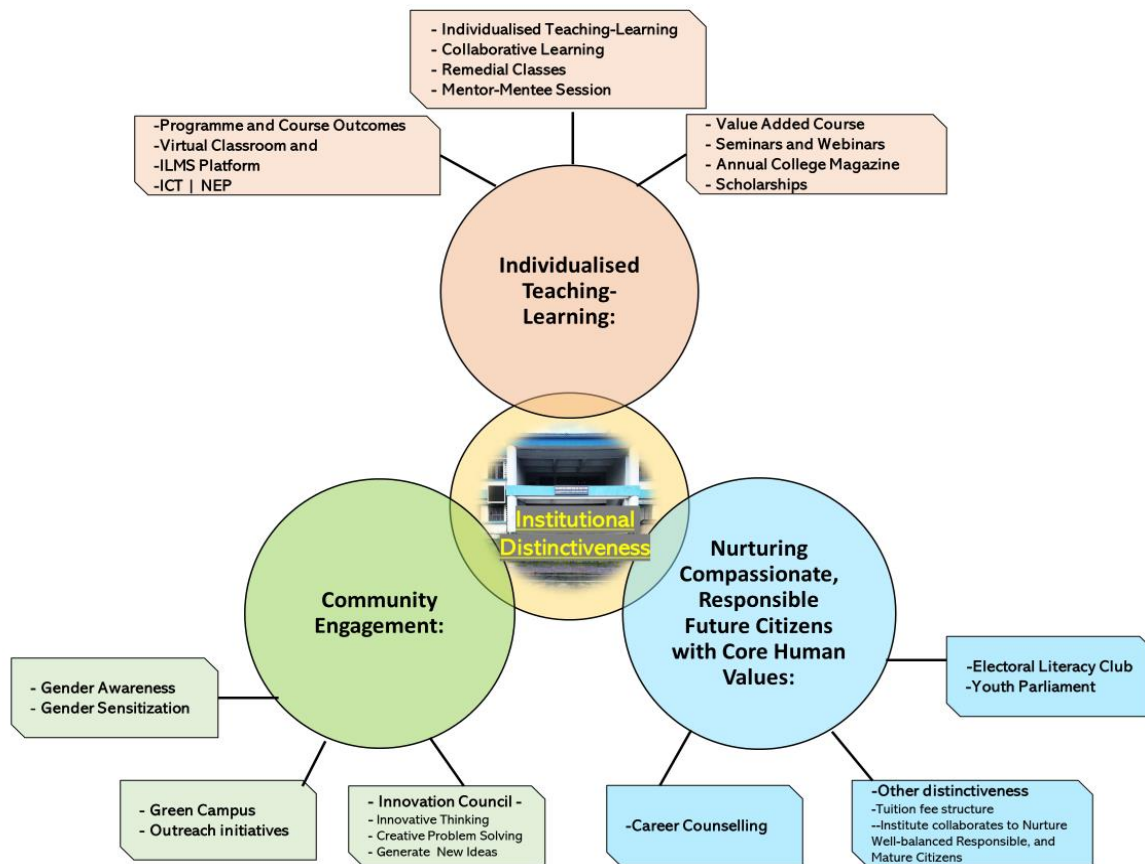 - Individualised Teaching-Learning
- Collaborative Learning
- Remedial Classes
- Mentor-Mentee Session
-Programme and Course Outcomes
-Virtual Classroom and
-ILMS Platform
-ICT | NEP
- Value Added Course
- Seminars and Webinars
- Annual College Magazine
- Scholarships
Individualised
Teaching-
Learning:
Institutional
Distinctiveness
Community
Engagement:
Nurturing
Compassionate,
Responsible
Future Citizens
with Core Human
Values:
- Gender Awareness
- Gender Sensitization
-Electoral Literacy Club
-Youth Parliament
- Green Campus
- Outreach initiatives
- Innovation Council -
- Innovative Thinking
- Creative Problem Solving
- Generate New Ideas
-Career Counselling
-Other distinctiveness
-Tuition fee structure
--Institute collaborates to Nurture
Well-balanced Responsible, and
Mature Citizens